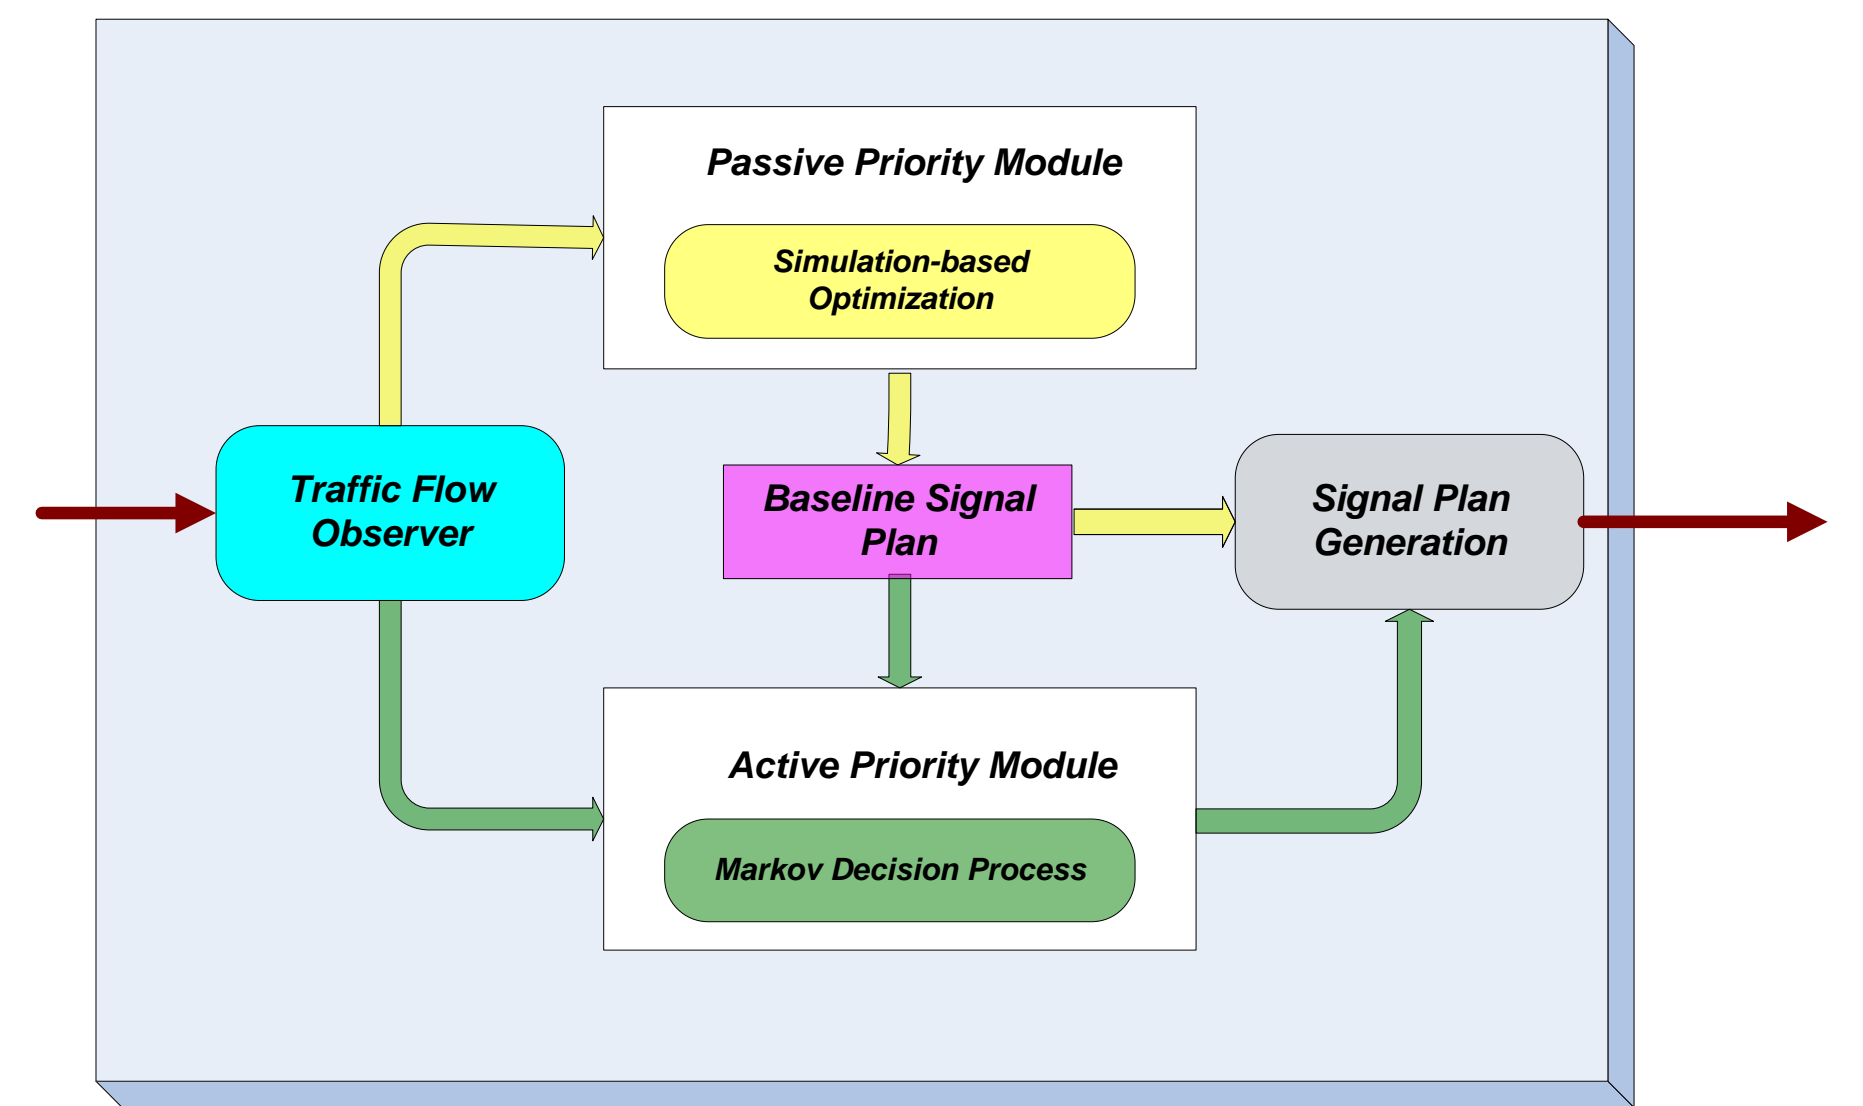 Passive Priority Module
Simulation-based
Optimization
Traffic Flow
Observer
Baseline Signal
Plan
Signal Plan
Generation
Active Priority Module
Markov Decision Process